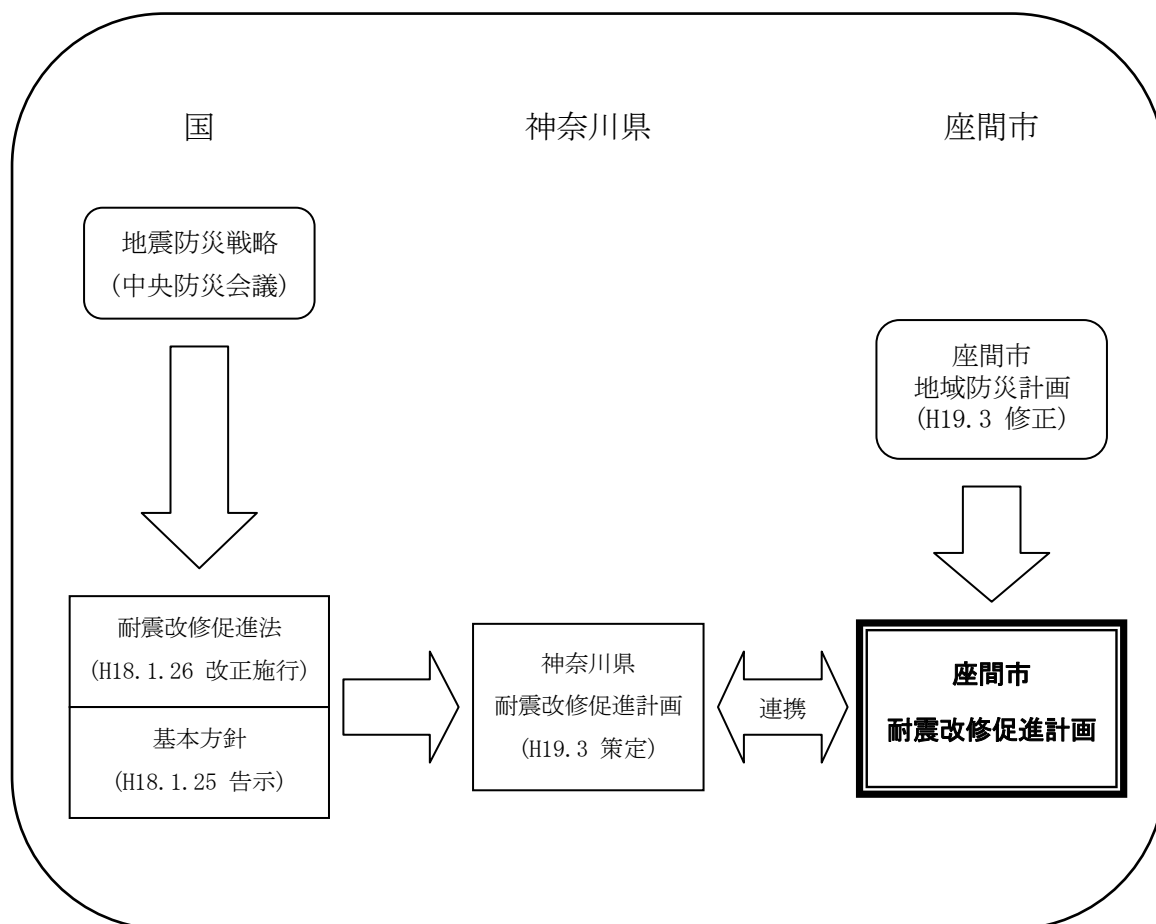 国
神奈川県
座間市
地震防災戦略
(中央防災会議)
座間市
地域防災計画
(H19.3 修正)
耐震改修促進法
(H18.1.26 改正施行)
基本方針
(H18.1.25 告示)
神奈川県
耐震改修促進計画
(H19.3 策定)
連携
座間市
耐震改修促進計画